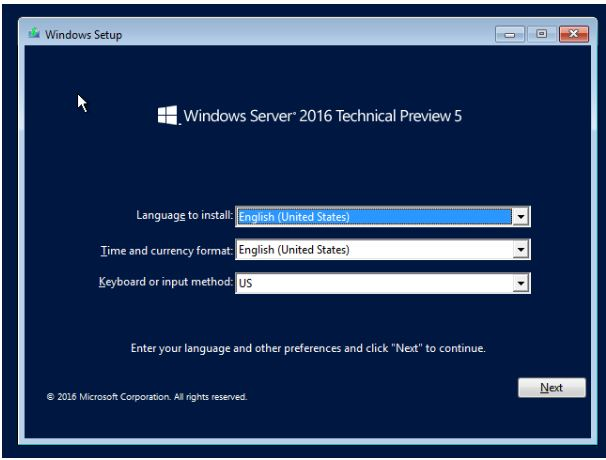 Windows Setup
Windows Server® 2016 Technical Preview 5
Language to install: English (United States)
Time and currency format: English (United States)
Keyboard or input method: US
Enter your language and other preferences and click "Next" to continue.
Next
© 2016 Microsoft Corporation. All rights reserved.